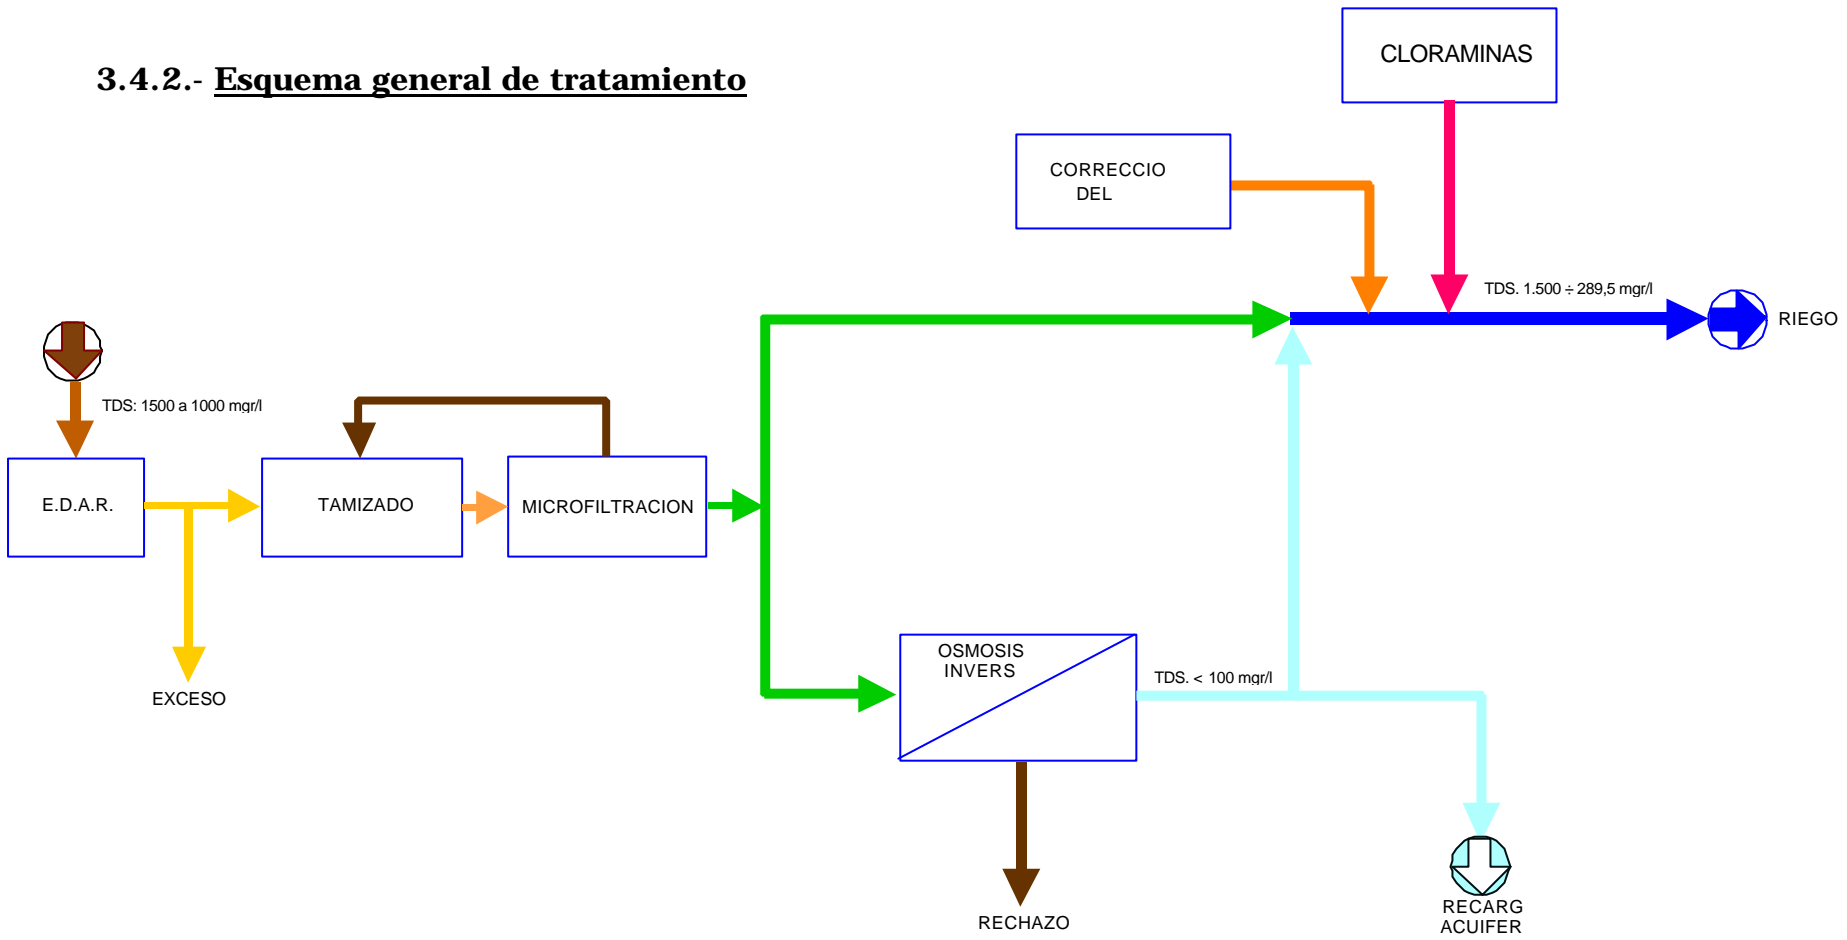 3.4.2.- Esquema general de tratamiento
CLORAMINAS
CORRECCIO
DEL
TDS. 1.500 ÷ 289,5 mgr/l
RIEGO
TDS: 1500 a 1000 mgr/l
E.D.A.R.
TAMIZADO
MICROFILTRACION
EXCESO
OSMOSIS
INVERS
TDS. < 100 mgr/l
RECHAZO
RECARG
ACUIFER